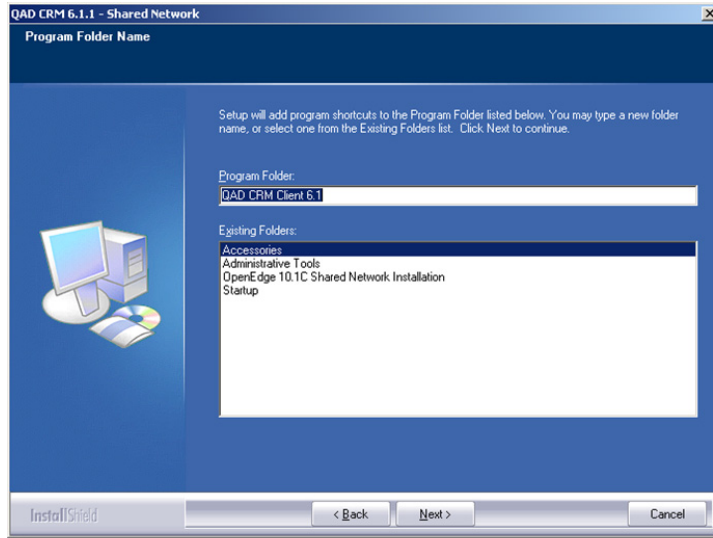 QAD CRM 6.1.1 - Shared Network
Program Folder Name
Setup will add program shortcuts to the Program Folder listed below. You may type a new folder
name, or select one from the Existing Folders list. Click Next to continue.
Program Folder:
QAD CRM Client 6.1
Existing Folders:
Accessories
Administrative Tools
OpenEdge 10.1C Shared Network Installation
Startup
InstallShield
< Back
Next >
Cancel